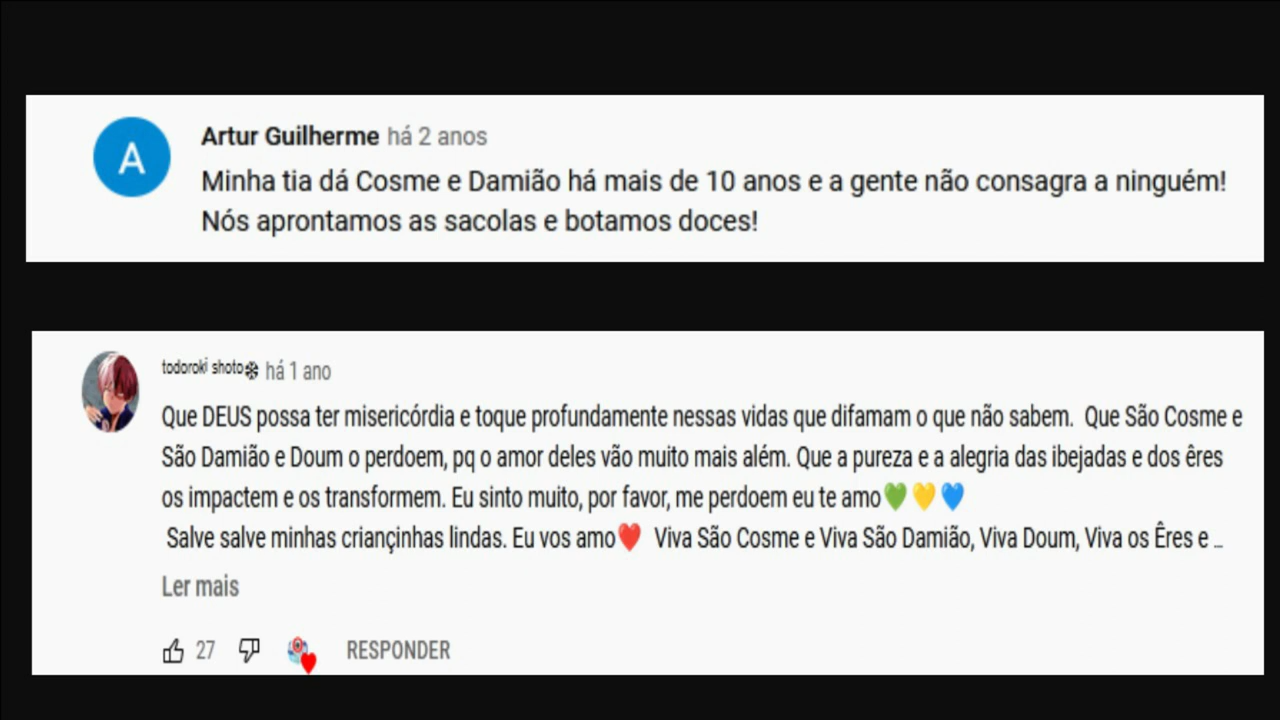 A
Artur Guilherme há 2 anos
Minha tia dá Cosme e Damião há mais de 10 anos e a gente não consagra a ninguém!
Nós aprontamos as sacolas e botamos doces!
todoroki shoto❄ há 1 ano
Que DEUS possa ter misericórdia e toque profundamente nessas vidas que difamam o que não sabem. Que São Cosme e
São Damião e Doum o perdoem, pq o amor deles vão muito mais além. Que a pureza e a alegria das ibejadas e dos êres
os impactem e os transformem. Eu sinto muito, por favor, me perdoem eu te amo💚💛💙
Salve salve minhas criançinhas lindas. Eu vos amo❤️ Viva São Cosme e Viva São Damião, Viva Doum, Viva os Êres e ...
Ler mais
27 RESPONDER